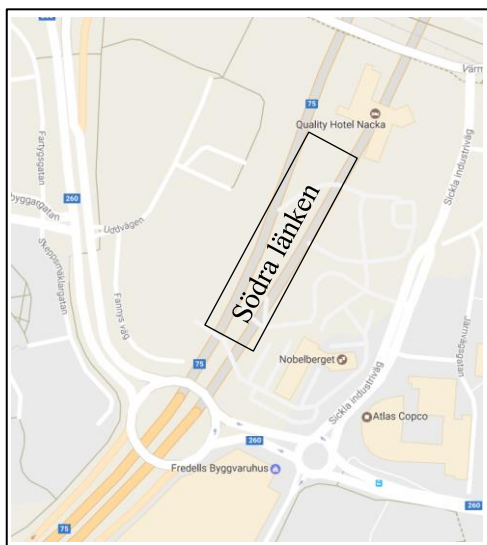 Värm
75
Quality Hotel Nacka
Fartygsgatan
Sickla industriväg
260
byggargatan
Uddvägen
Södra länken
Skeppsmäklargatan
Fannys väg
Järnvägsgatan
75
Nobelberget
Sickla industriväg
Atlas Copco
260
Fredells Byggvaruhus
260
75